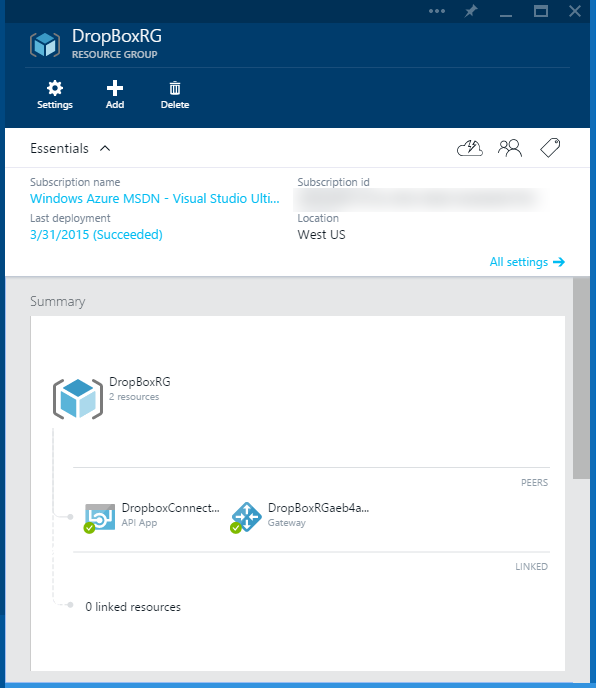 DropBoxRG
RESOURCE GROUP
Settings Add Delete
Essentials
Subscription name Subscription id
Windows Azure MSDN - Visual Studio Ulti...
Last deployment Location
3/31/2015 (Succeeded) West US
All settings
Summary
DropBoxRG
2 resources
PEERS
DropboxConnect... DropBoxRGaeb4a...
API App Gateway
LINKED
0 linked resources